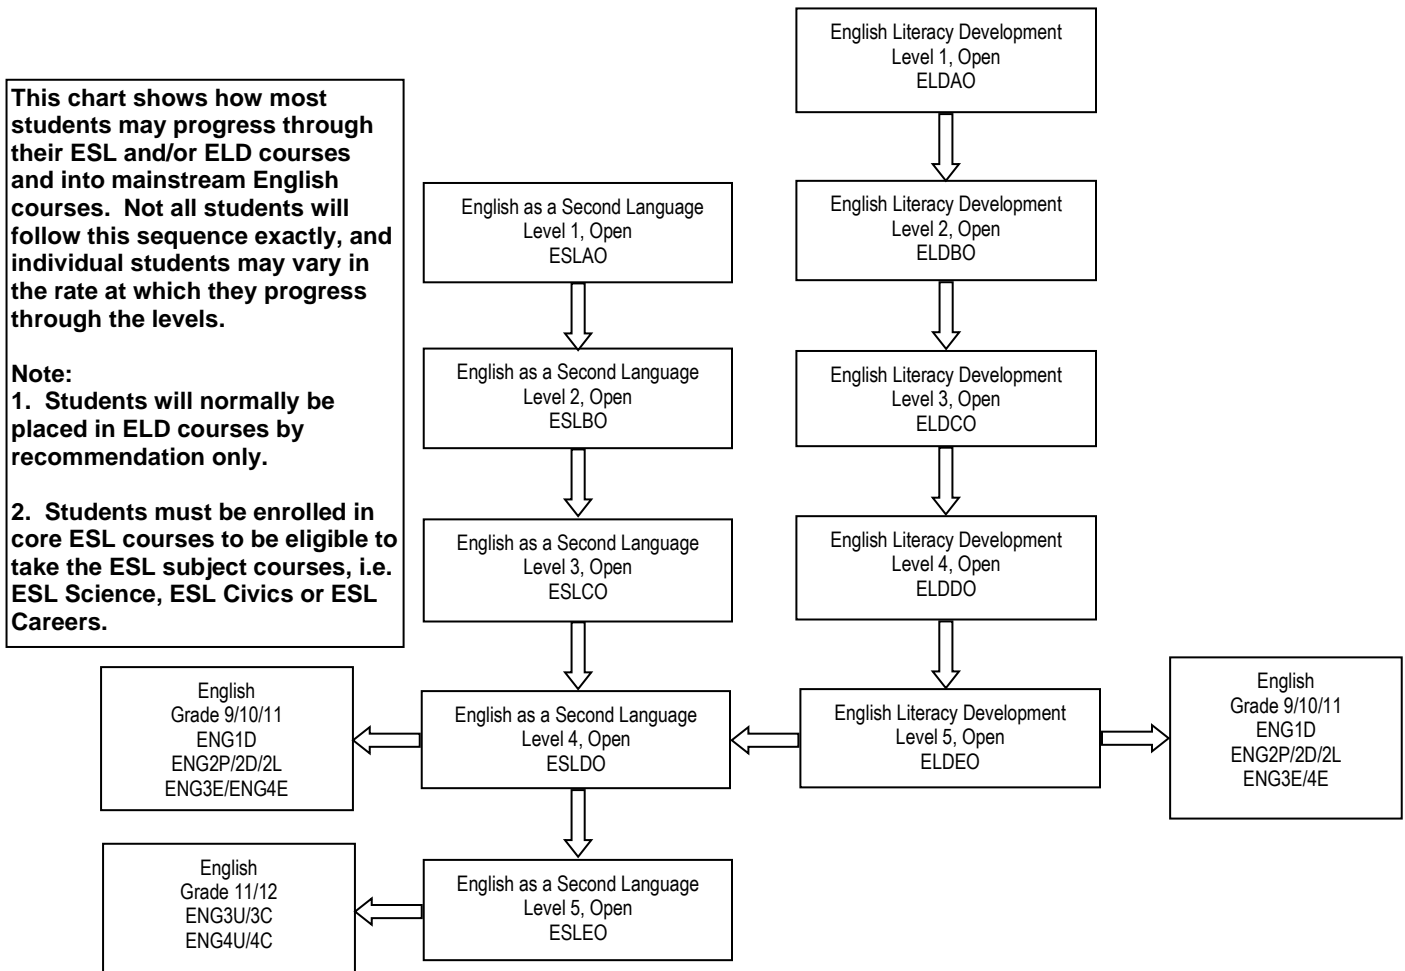 This chart shows how most
students may progress through
their ESL and/or ELD courses
and into mainstream English
courses.  Not all students will
follow this sequence exactly, and
individual students may vary in
the rate at which they progress
through the levels.
Note:
1.  Students will normally be
placed in ELD courses by
recommendation only.
2.  Students must be enrolled in
core ESL courses to be eligible to
take the ESL subject courses, i.e.
ESL Science, ESL Civics or ESL
Careers.
English Literacy Development
Level 1, Open
ELDAO
English as a Second Language
Level 1, Open
ESLAO
English Literacy Development
Level 2, Open
ELDBO
English as a Second Language
Level 2, Open
ESLBO
English Literacy Development
Level 3, Open
ELDCO
English as a Second Language
Level 3, Open
ESLCO
English Literacy Development
Level 4, Open
ELDDO
English
Grade 9/10/11
ENG1D
ENG2P/2D/2L
ENG3E/ENG4E
English as a Second Language
Level 4, Open
ESLDO
English Literacy Development
Level 5, Open
ELDEO
English
Grade 9/10/11
ENG1D
ENG2P/2D/2L
ENG3E/4E
English
Grade 11/12
ENG3U/3C
ENG4U/4C
English as a Second Language
Level 5, Open
ESLEO